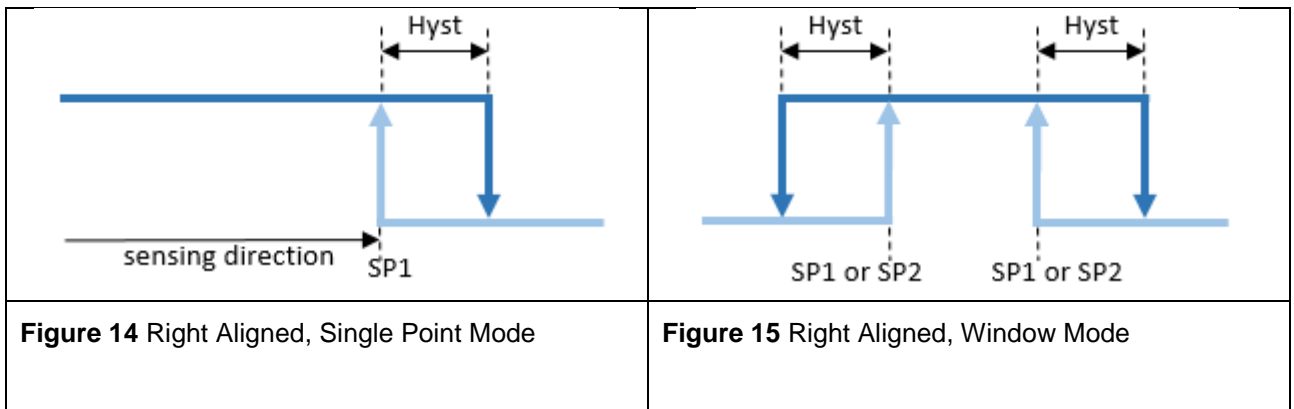 Hyst
sensing direction
SP1
Hyst
Hyst
SP1 or SP2
SP1 or SP2
Figure 14 Right Aligned, Single Point Mode
Figure 15 Right Aligned, Window Mode